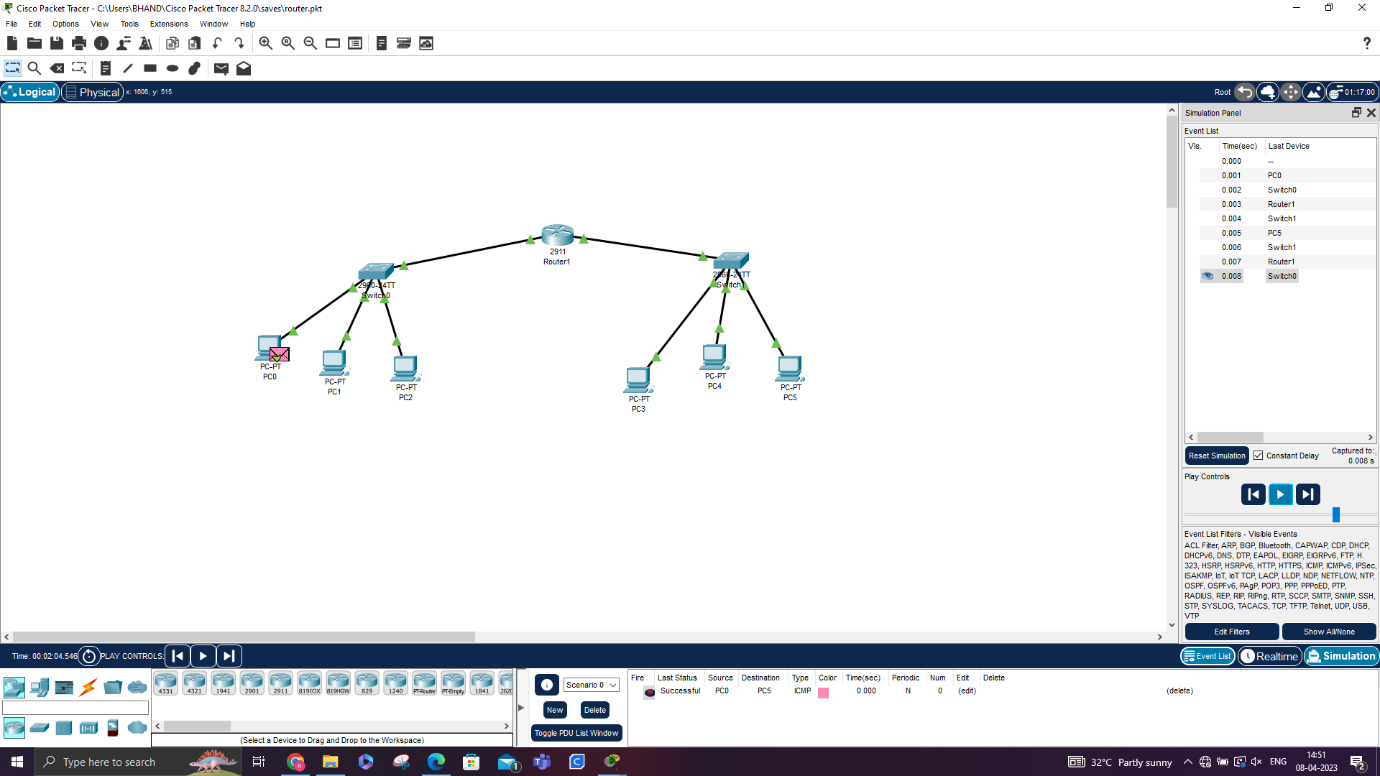 Cisco Packet Tracer - C:\Users\BHAND\Cisco Packet Tracer 8.2.0\saves\router.pkt
File Edit Options View Tools Extensions Window Help
Logical Physical x: 1606, y: 515
Root 01:17:00
Simulation Panel
Event List
Vis. Time(sec) Last Device
0.000 --
0.001 PC0
0.002 Switch0
0.003 Router1
0.004 Switch1
0.005 PC5
0.006 Switch1
0.007 Router1
0.008 Switch0
2911
Router1
2960-24TT
Switch0
2960-24TT
Switch1
PC-PT
PC0
PC-PT
PC1
PC-PT
PC2
PC-PT
PC3
PC-PT
PC4
PC-PT
PC5
Reset Simulation Constant Delay
Captured to:
0.008 s
Play Controls
Event List Filters - Visible Events
ACL Filter, ARP, BGP, Bluetooth, CAPWAP, CDP, DHCP,
DHCPv6, DNS, DTP, EAPOL, EIGRP, EIGRPv6, FTP, H.
323, HSRP, HSRPv6, HTTP, HTTPS, ICMP, ICMPv6, IPSec,
ISAKMP, IoT, IoT TCP, LACP, LLDP, NDP, NETFLOW, NTP,
OSPF, OSPFv6, PAgP, POP3, PPP, PPPoED, PTP,
RADIUS, REP, RIP, RIPng, RTP, SCCP, SMTP, SNMP, SSH,
STP, SYSLOG, TACACS, TCP, TFTP, Telnet, UDP, USB,
VTP
Edit Filters Show All/None
Time: 00:02:04.546 PLAY CONTROLS:
Event List Realtime Simulation
4331 4321 1941 2901 2911 819IOX 819HGW 829 1240 PT-Router PT-Empty 1841 2620
(Select a Device to Drag and Drop to the Workspace)
Scenario 0
New Delete
Toggle PDU List Window
Fire Last Status Source Destination Type Color Time(sec) Periodic Num Edit Delete
Successful PC0 PC5 ICMP 0.000 N 0 (edit) (delete)
Type here to search
1
32°C Partly sunny
ENG
14:51
08-04-2023
2